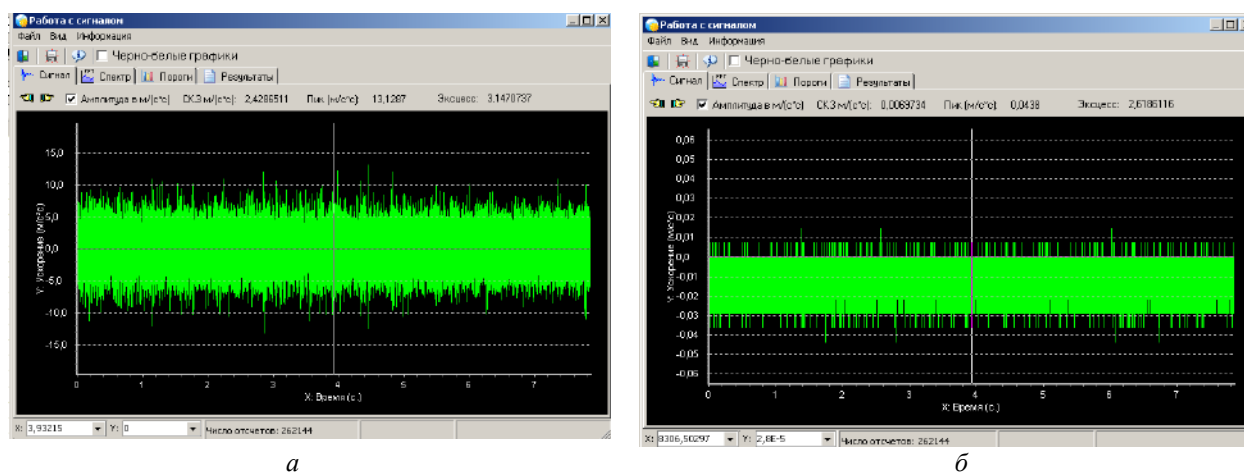 Работа с сигналом
Файл Вид Информация
Черно-белые графики
Сигнал Спектр Пороги Результаты
Амплитуда в м/(с*с) СКЗ м/(с*с): 2,4286511 Пик (м/с*с): 13,1287 Эксцесс: 3,1470737
Y: Ускорение (м/с*с)
15,0
10,0
5,0
0,0
-5,0
-10,0
-15,0
0 1 2 3 4 5 6 7
X: Время (с.)
X: 3,93215 Y: 0 Число отсчетов: 262144
а
Работа с сигналом
Файл Вид Информация
Черно-белые графики
Сигнал Спектр Пороги Результаты
Амплитуда в м/(с*с) СКЗ м/(с*с): 0,0069734 Пик (м/с*с): 0,0438 Эксцесс: 2,6186116
Y: Ускорение (м/с*с)
0,06
0,05
0,04
0,03
0,02
0,01
0,0
-0,01
-0,02
-0,03
-0,04
-0,05
-0,06
0 1 2 3 4 5 6 7
X: Время (с.)
X: 8306,50297 Y: 2,8E-5 Число отсчетов: 262144
б